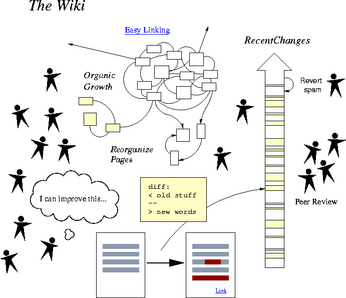 The Wiki
Easy Linking
RecentChanges
Organic
Growth
Revert
spam
Reorganize
Pages
diff:
< old stuff
--
> new words
I can improve this...
Peer Review
Link